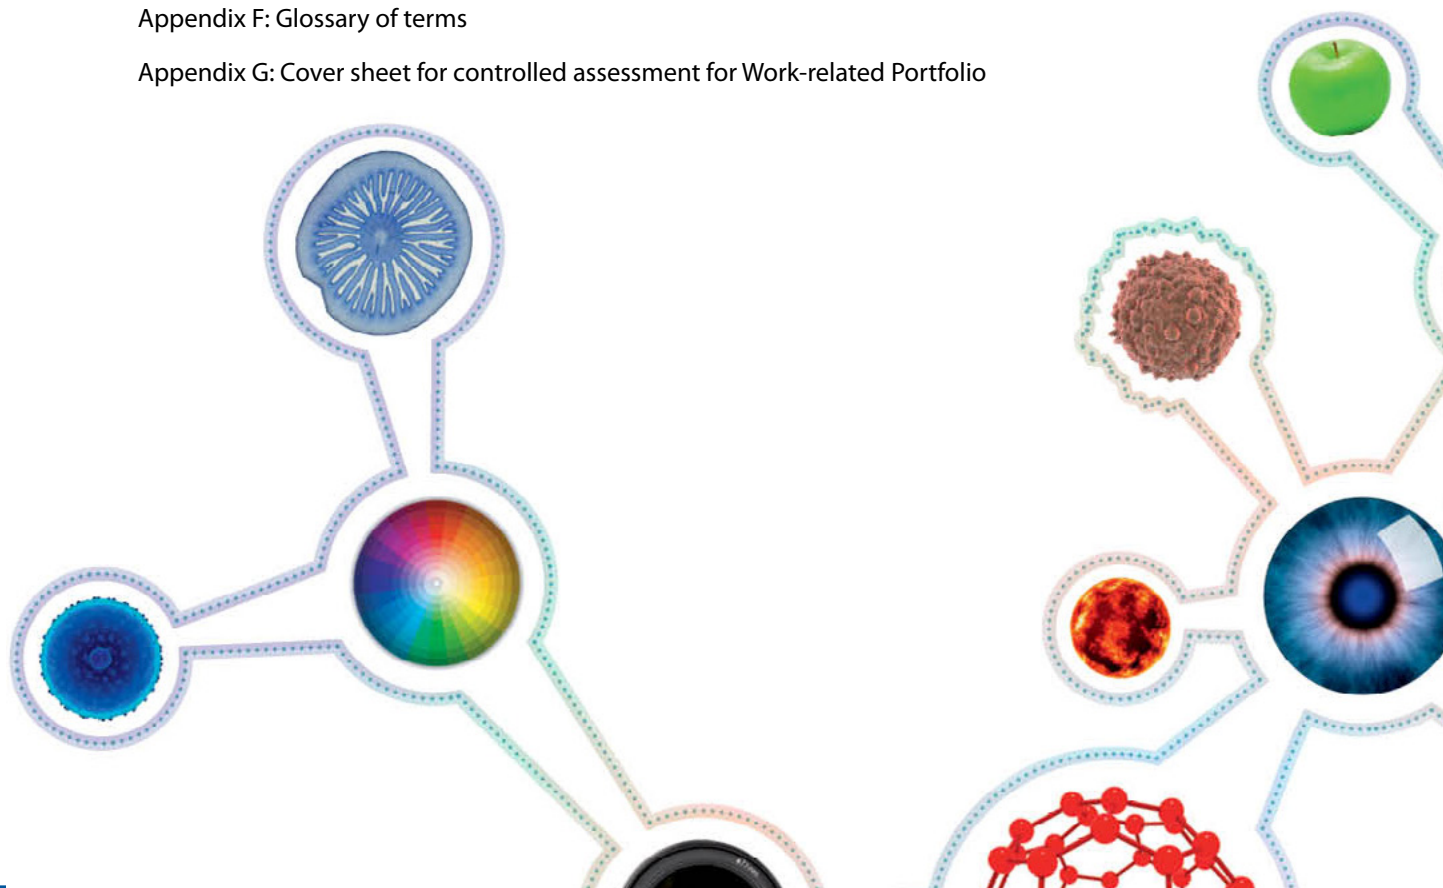 Appendix F: Glossary of terms
Appendix G: Cover sheet for controlled assessment for Work-related Portfolio